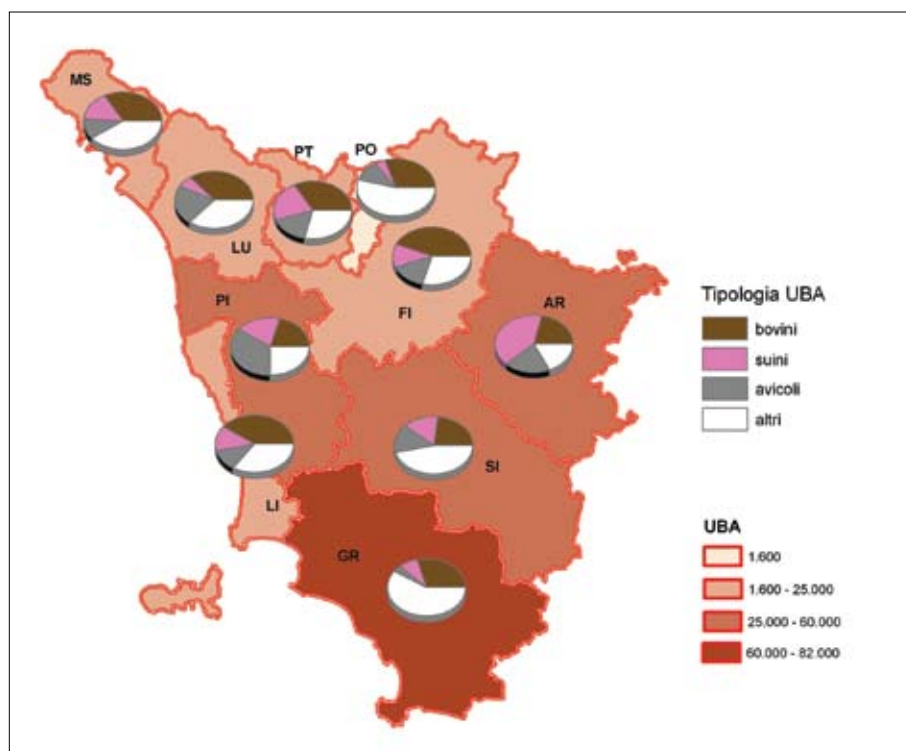 MS
PT
PO
LU
PI
FI
AR
SI
LI
GR
Tipologia UBA
bovini
suini
avicoli
altri
UBA
1.600
1.600 - 25.000
25.000 - 60.000
60.000 - 82.000